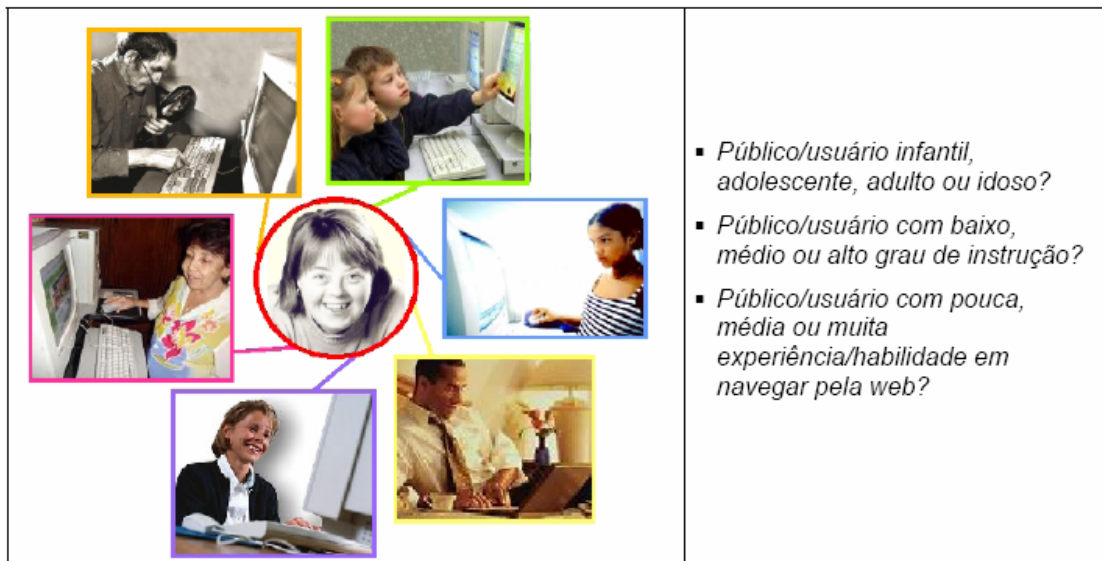 ▪ Público/usuário infantil,
adolescente, adulto ou idoso?
▪ Público/usuário com baixo,
médio ou alto grau de instrução?
▪ Público/usuário com pouca,
média ou muita
experiência/habilidade em
navegar pela web?